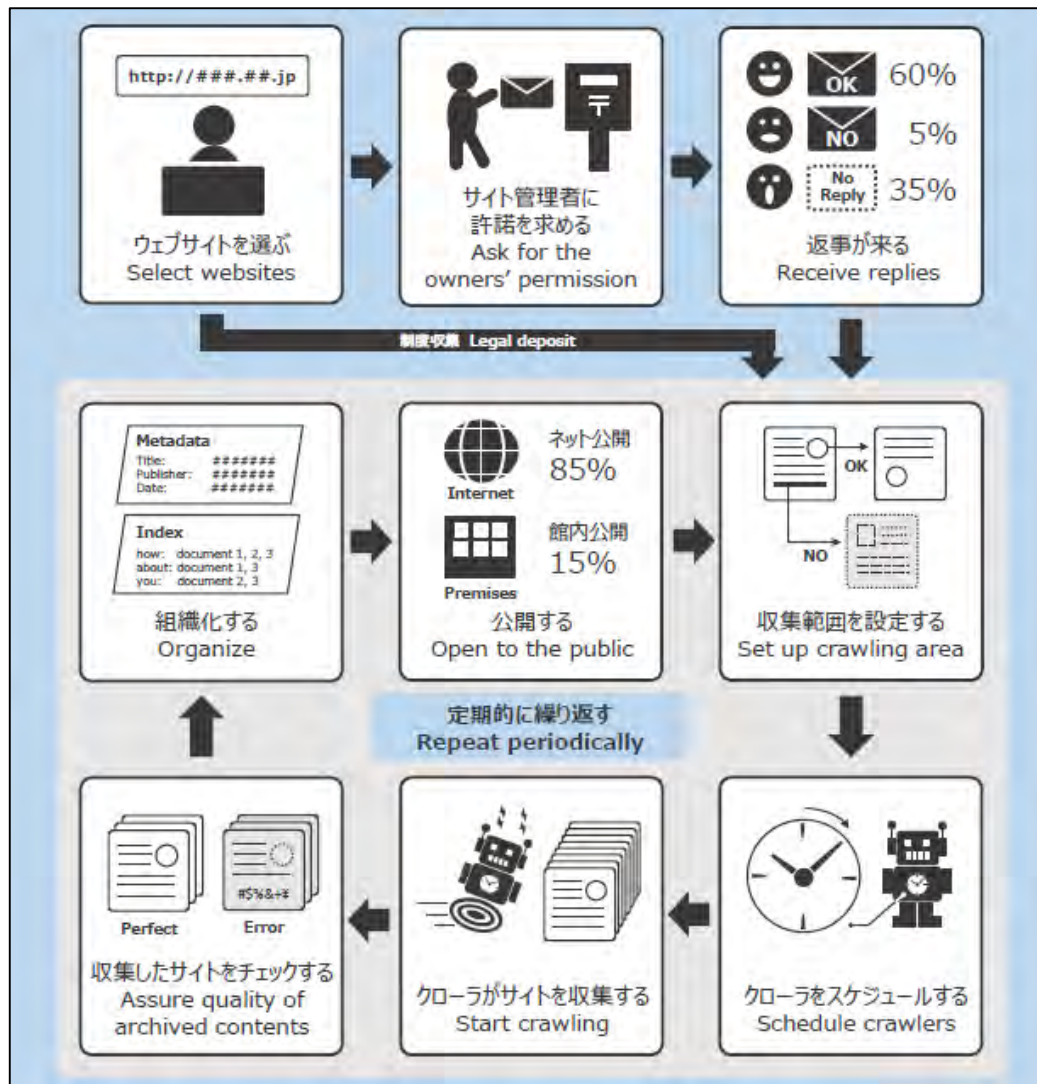 http://###.##.jp
ウェブサイトを選ぶ
Select websites
〒
サイト管理者に
許諾を求める
Ask for the
owners' permission
OK 60%
NO 5%
No
Reply 35%
返事が来る
Receive replies
制度収集 Legal deposit
Metadata
Title: #######
Publisher: #######
Date: #######
Index
how: document 1, 2, 3
about: document 1, 3
you: document 2, 3
組織化する
Organize
Internet
ネット公開
85%
Premises
館内公開
15%
公開する
Open to the public
OK
NO
収集範囲を設定する
Set up crawling area
定期的に繰り返す
Repeat periodically
#$%&+¥
Perfect
Error
収集したサイトをチェックする
Assure quality of
archived contents
クローラがサイトを収集する
Start crawling
クローラをスケジュールする
Schedule crawlers